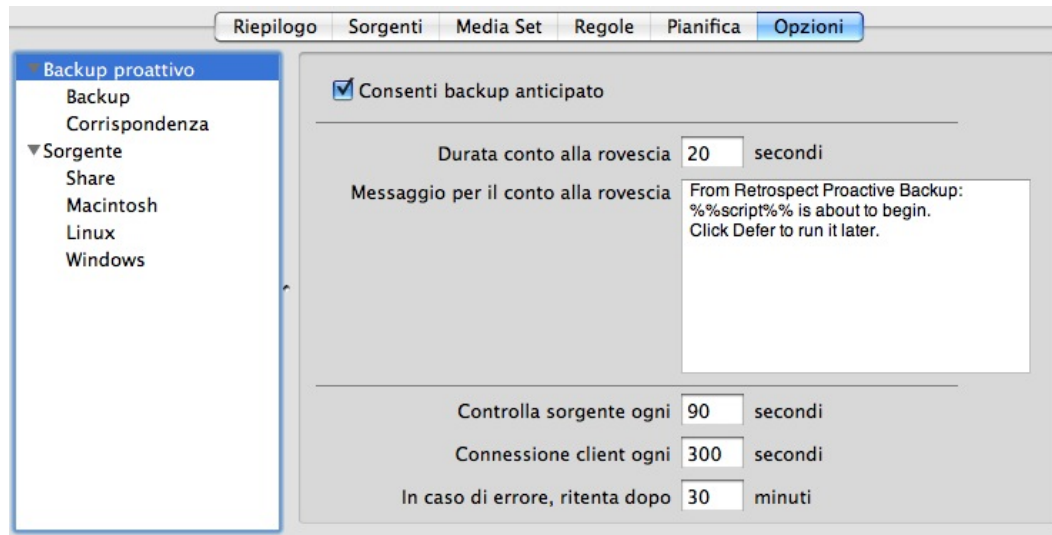 Riepilogo Sorgenti Media Set Regole Pianifica Opzioni
Backup proattivo
Backup
Corrispondenza
Sorgente
Share
Macintosh
Linux
Windows
Consenti backup anticipato
Durata conto alla rovescia 20 secondi
Messaggio per il conto alla rovescia
From Retrospect Proactive Backup:
%%script%% is about to begin.
Click Defer to run it later.
Controlla sorgente ogni 90 secondi
Connessione client ogni 300 secondi
In caso di errore, ritenta dopo 30 minuti